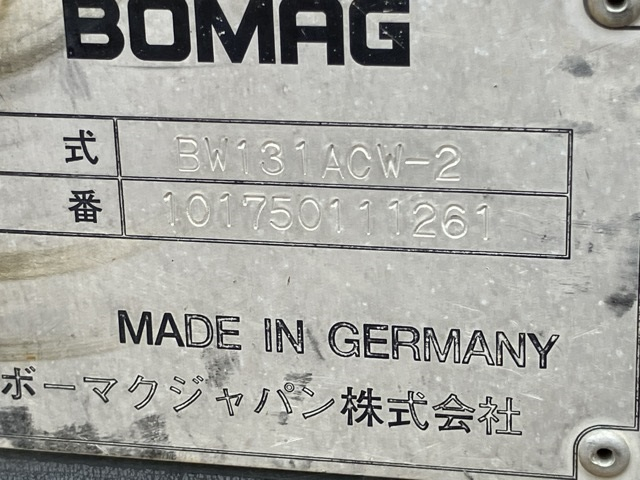 BOMAG
式 BW131ACW-2
番 101750111261
MADE IN GERMANY
ボーマクジャパン株式会社